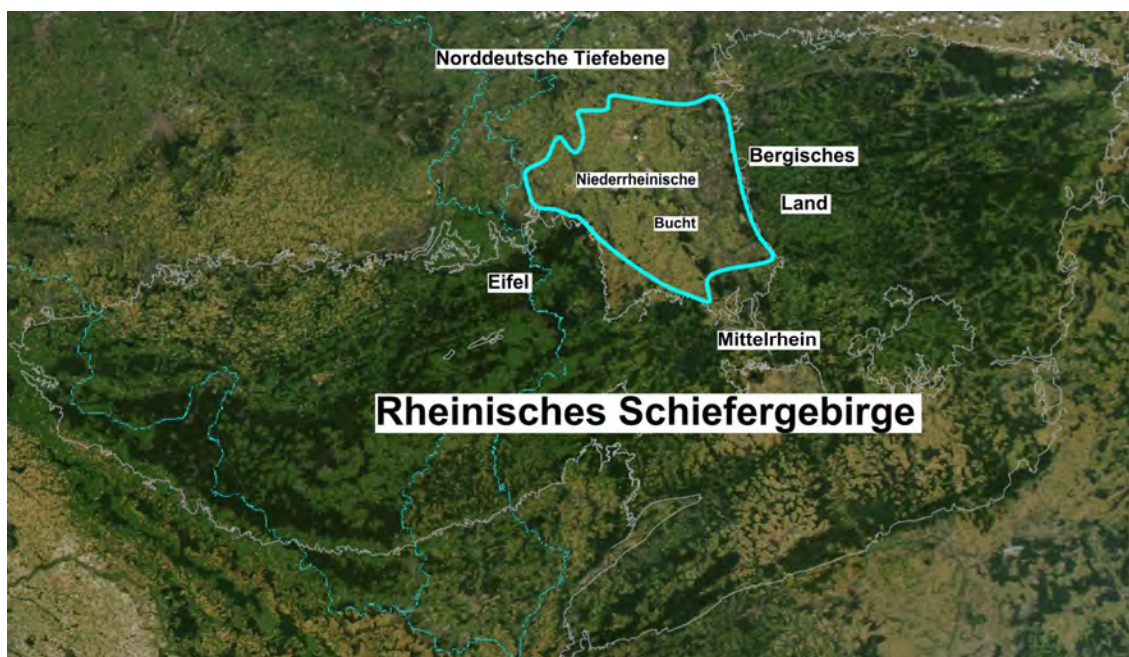 Norddeutsche Tiefebene
Bergisches
Niederrheinische
Land
Bucht
Eifel
Mittelrhein
Rheinisches Schiefergebirge